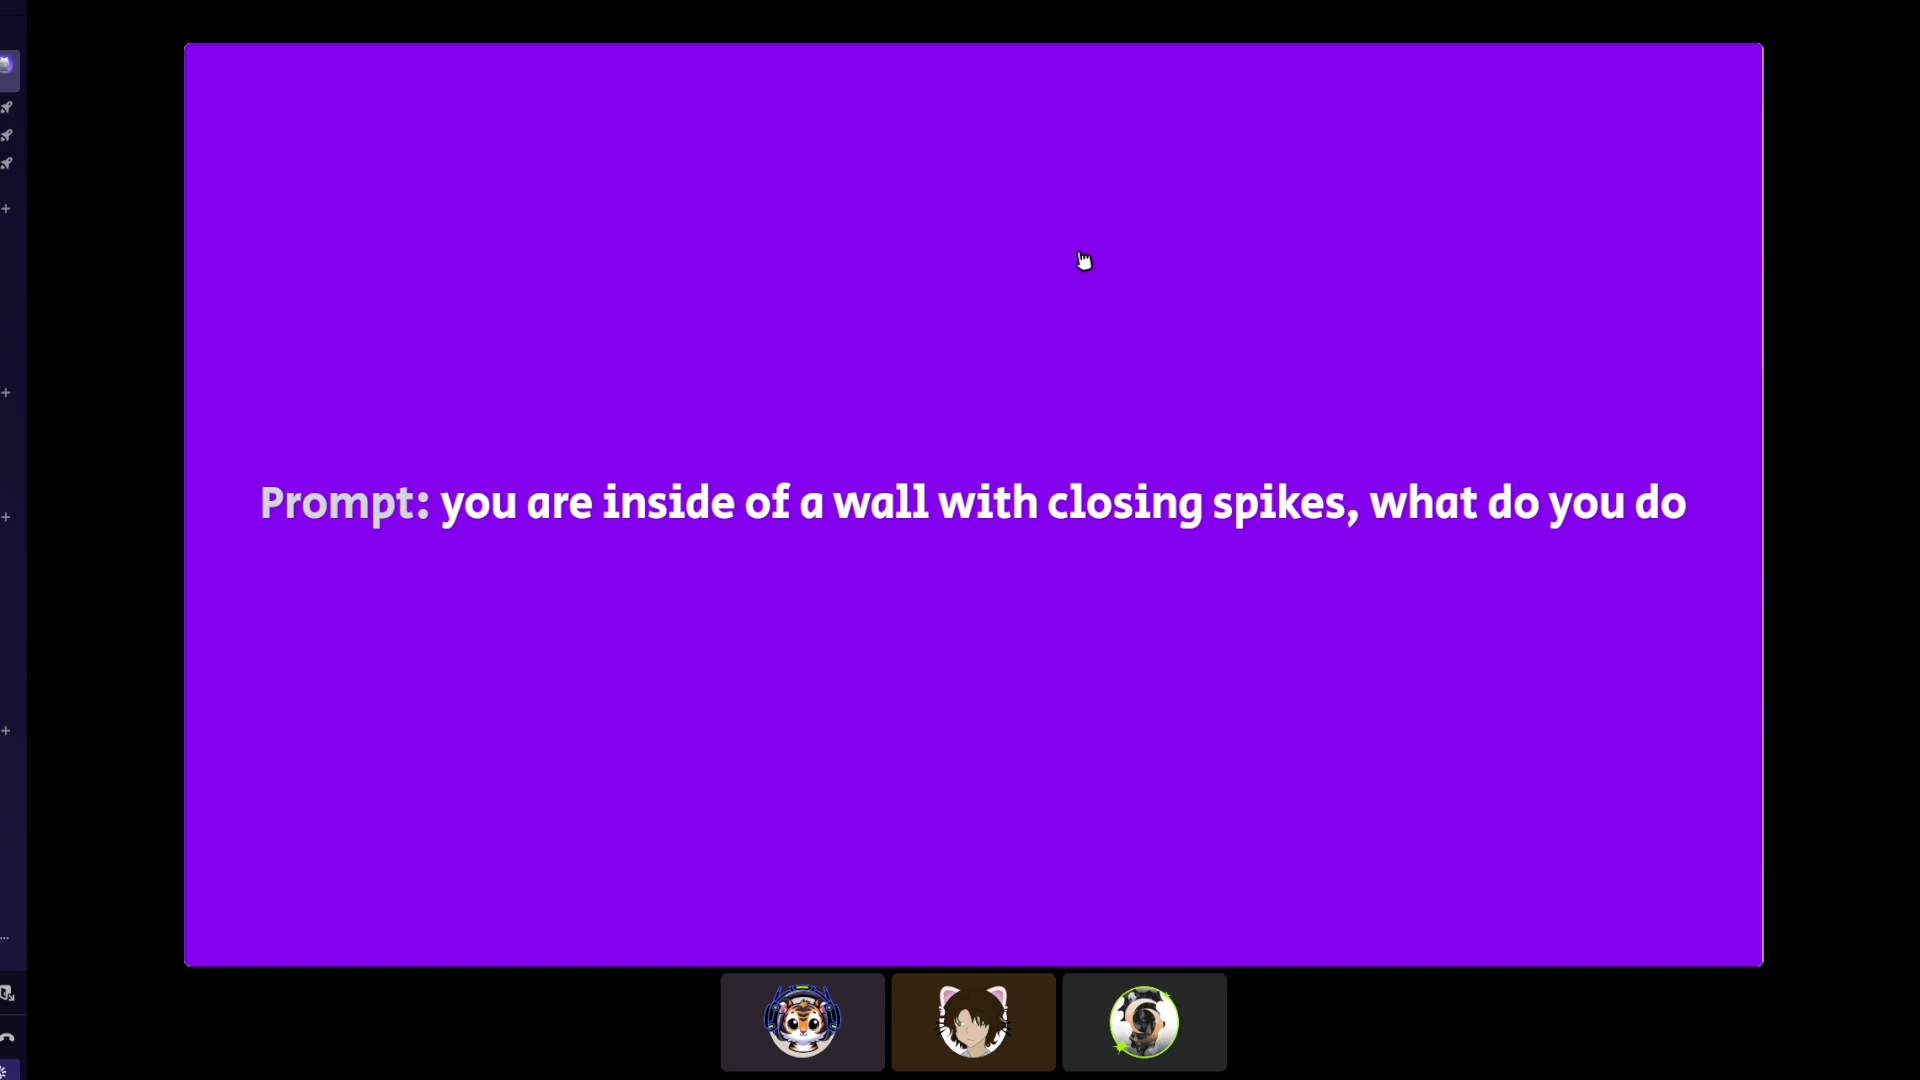 Prompt: you are inside of a wall with closing spikes, what do you do